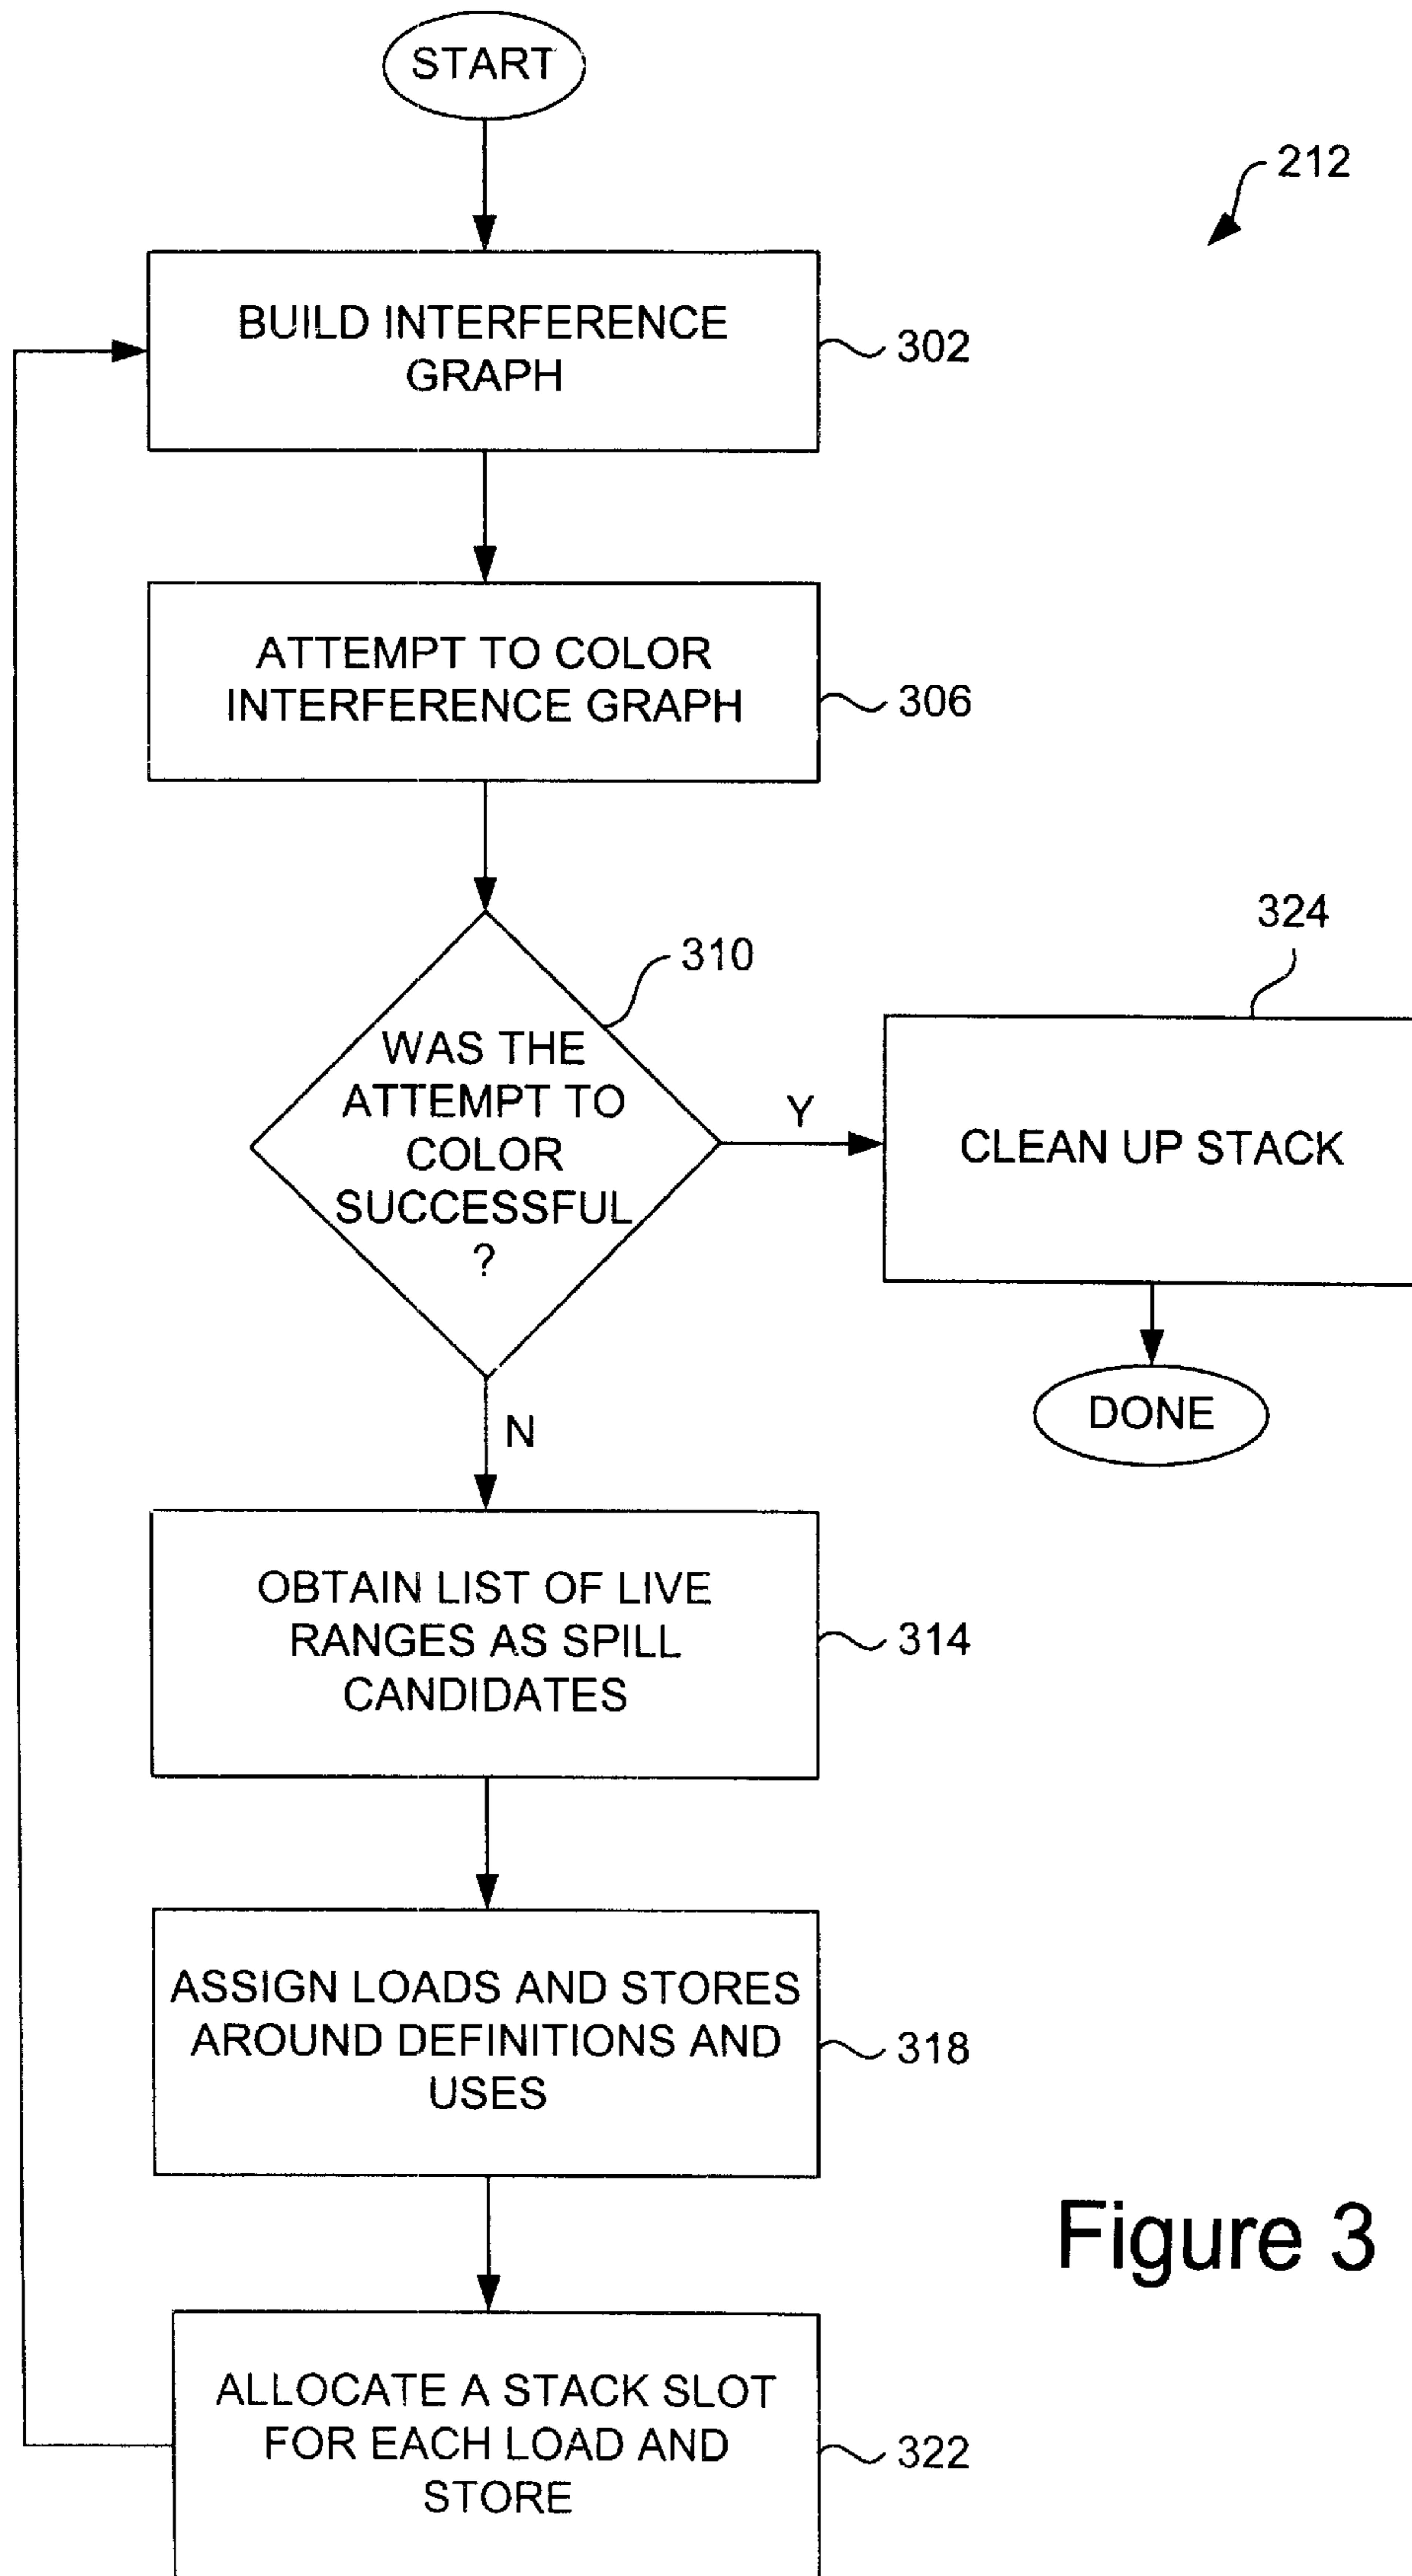 START
212
BUILD INTERFERENCE
GRAPH
302
ATTEMPT TO COLOR
INTERFERENCE GRAPH
306
310
WAS THE
ATTEMPT TO
COLOR
SUCCESSFUL
?
Y
324
CLEAN UP STACK
DONE
N
OBTAIN LIST OF LIVE
RANGES AS SPILL
CANDIDATES
314
ASSIGN LOADS AND STORES
AROUND DEFINITIONS AND
USES
318
Figure 3
ALLOCATE A STACK SLOT
FOR EACH LOAD AND
STORE
322